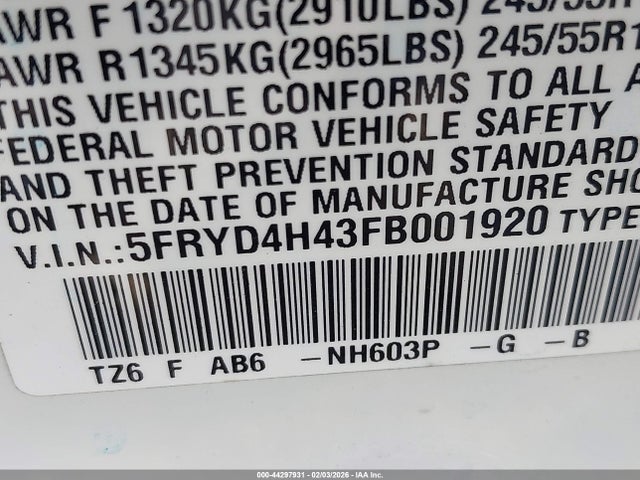 AWR F 1320KG(2910LBS) 245/55R
AWR R1345KG(2965LBS) 245/55R1
THIS VEHICLE CONFORMS TO ALL A
FEDERAL MOTOR VEHICLE SAFETY
AND THEFT PREVENTION STANDARD
ON THE DATE OF MANUFACTURE SHO
V.I.N.: 5FRYD4H43FB001920 TYPE
TZ6 F AB6 -NH603P -G -B
000-44297931 - 02/03/2026 - IAA Inc.